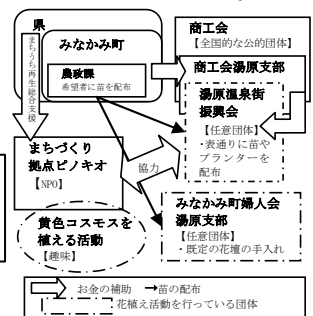 県
みなかみ町
農政課
希望者に苗を配布
まちうち再生総合支援
商工会
【全国的な公的団体】
商工会湯原支部
湯原温泉街
振興会
【任意団体】
・表通りに苗や
プランターを
配布
まちづくり
拠点ピノキオ
【NPO】
協力
みなかみ町婦人会
湯原支部
【任意団体】
・既定の花壇の手入れ
黄色コスモスを
植える活動
【趣味】
お金の補助 →苗の配布
花植え活動を行っている団体